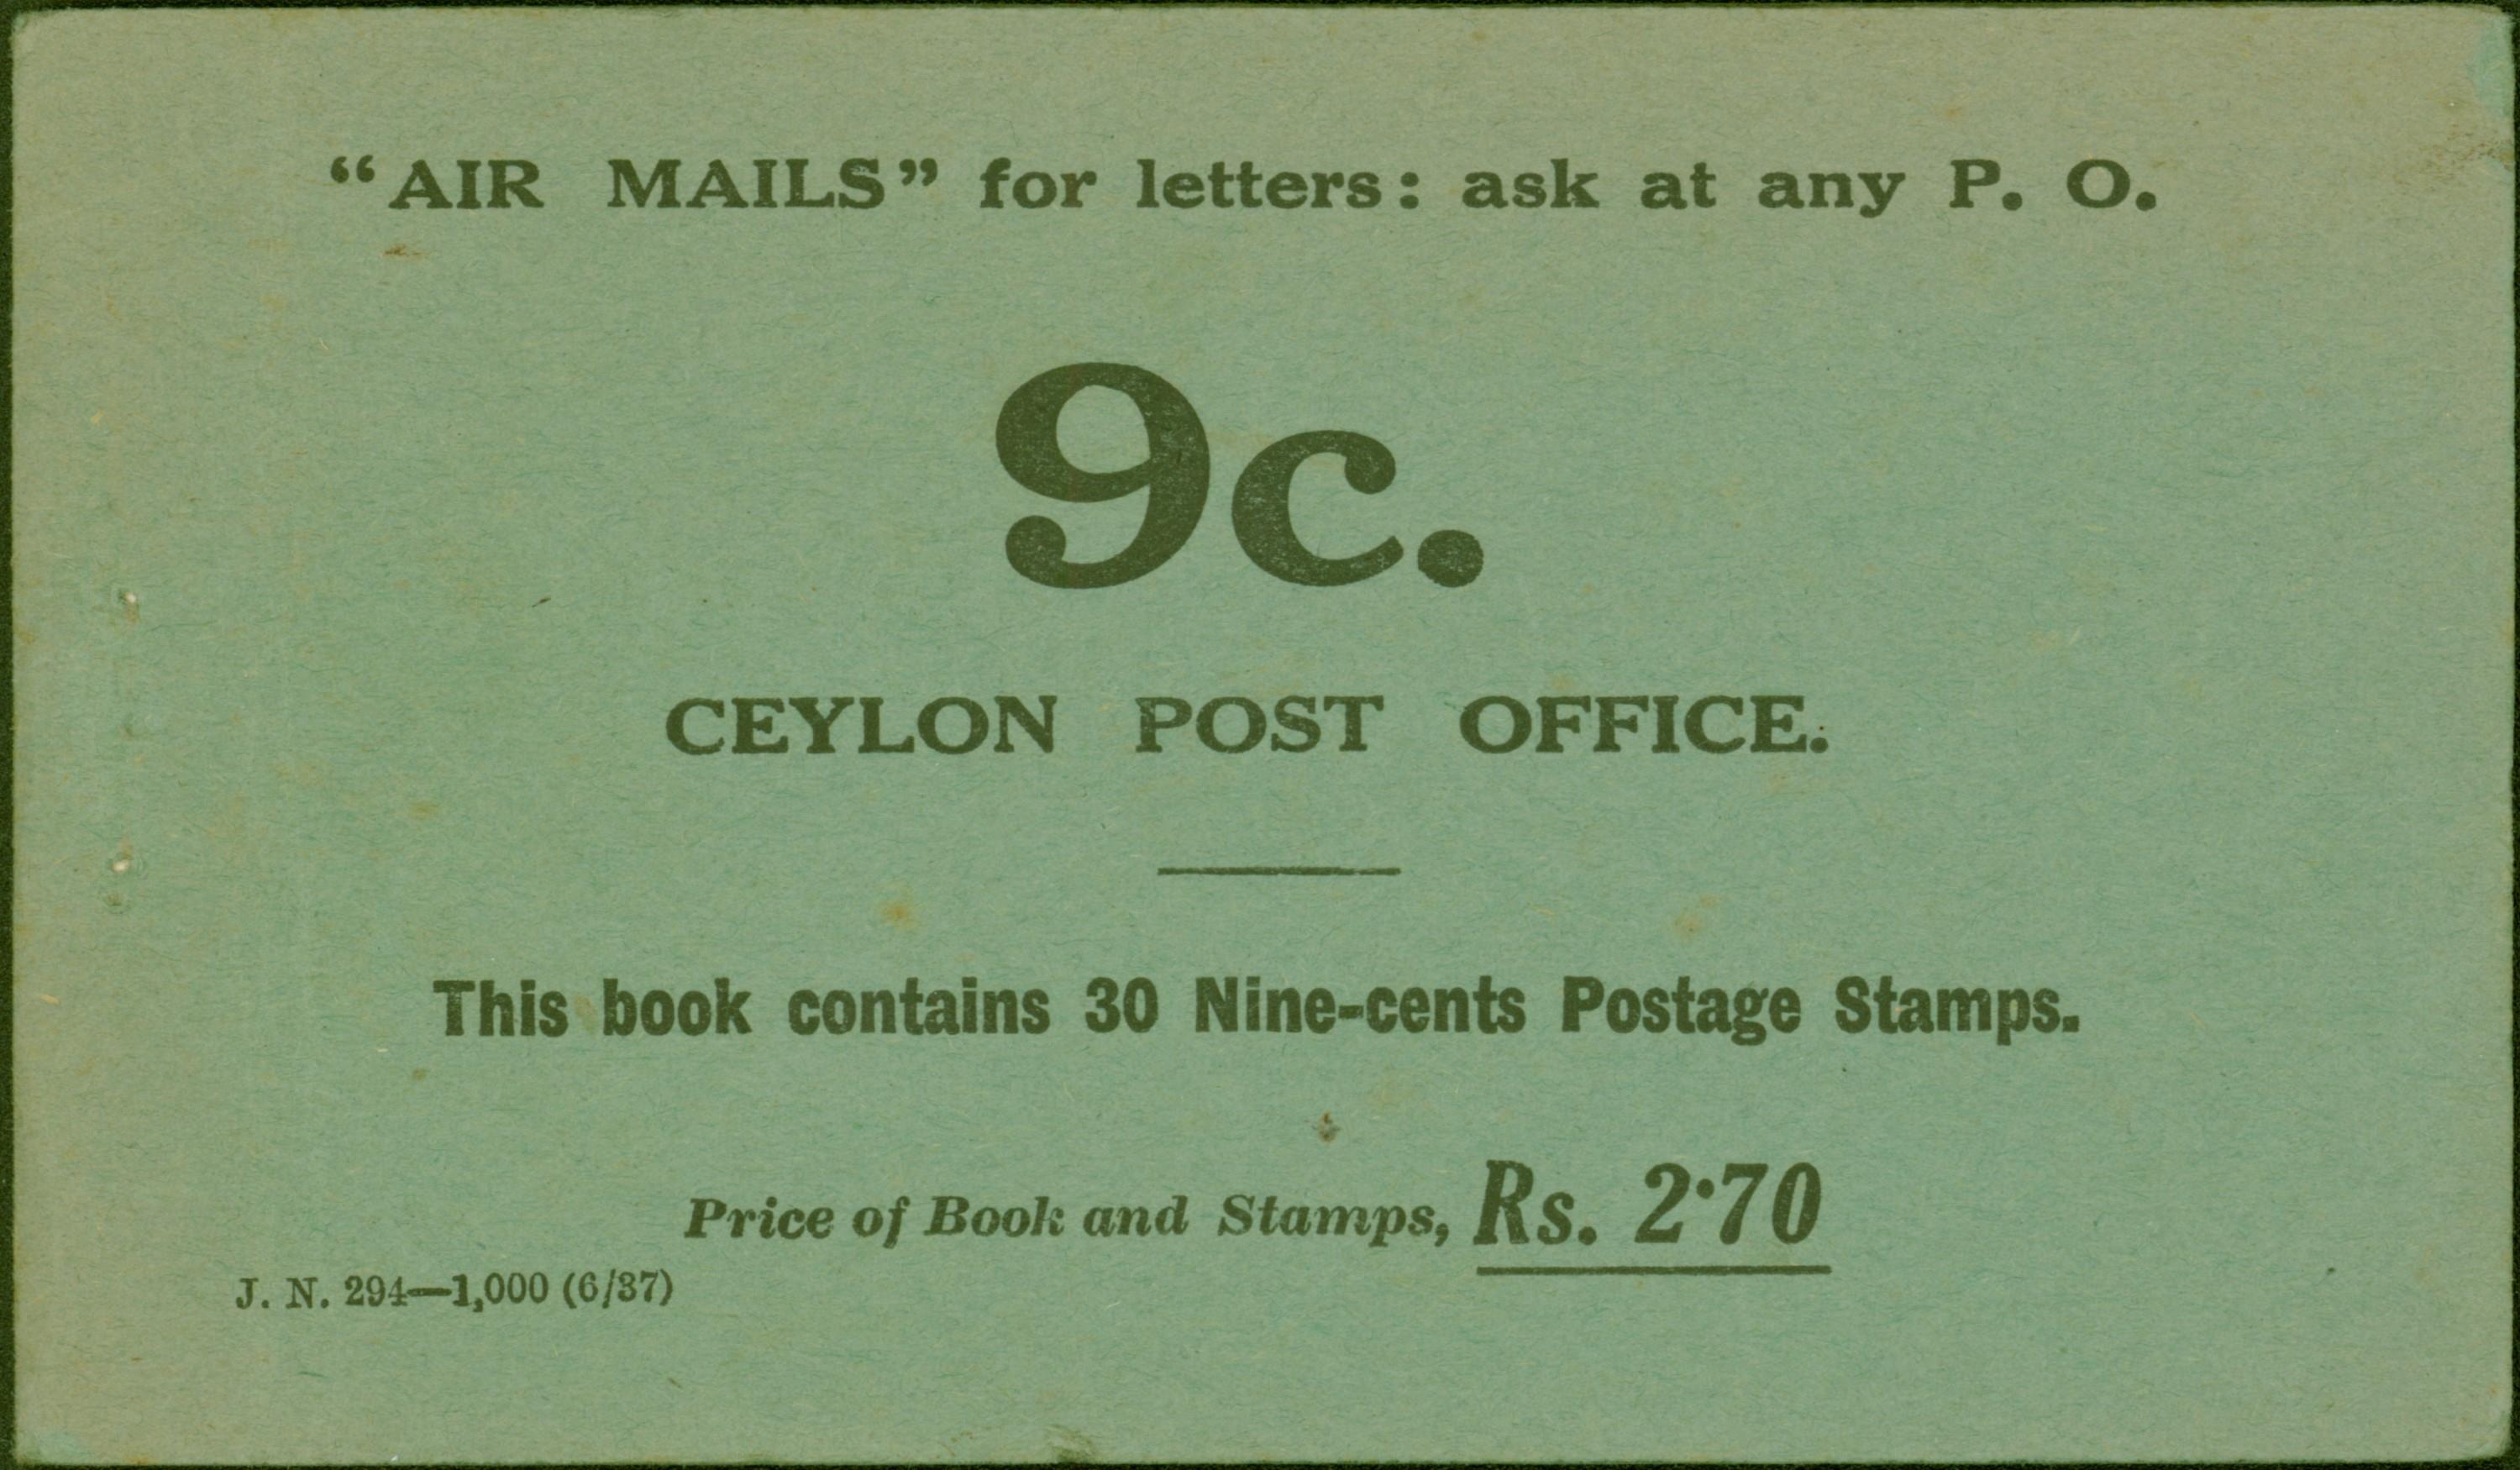 “AIR MAILS” for letters: ask at any P. O.
9c.
CEYLON POST OFFICE.
This book contains 30 Nine-cents Postage Stamps.
Price of Book and Stamps, Rs. 2·70
J. N. 294—1,000 (6/37)